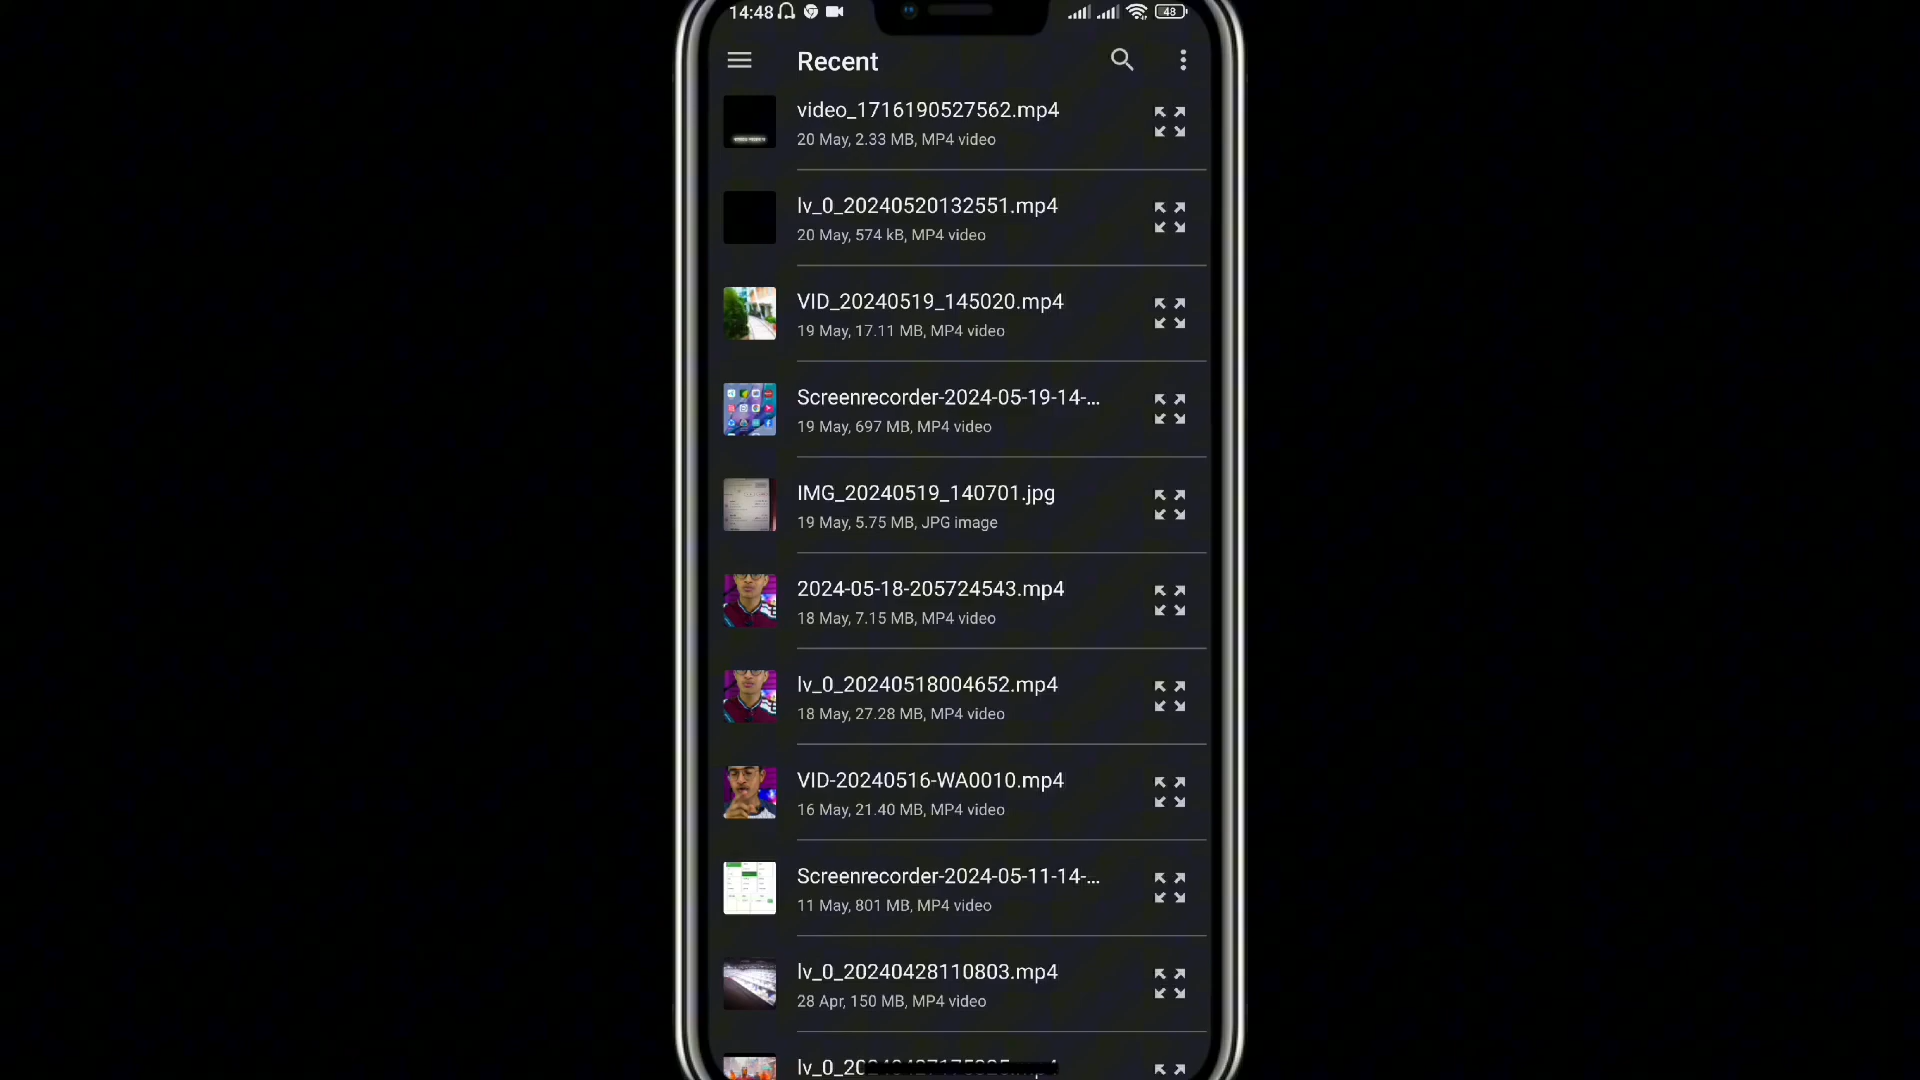 14:48 48
Recent
video_1716190527562.mp4
20 May, 2.33 MB, MP4 video
lv_0_20240520132551.mp4
20 May, 574 kB, MP4 video
VID_20240519_145020.mp4
19 May, 17.11 MB, MP4 video
Screenrecorder-2024-05-19-14-...
19 May, 697 MB, MP4 video
IMG_20240519_140701.jpg
19 May, 5.75 MB, JPG image
2024-05-18-205724543.mp4
18 May, 7.15 MB, MP4 video
lv_0_20240518004652.mp4
18 May, 27.28 MB, MP4 video
VID-20240516-WA0010.mp4
16 May, 21.40 MB, MP4 video
Screenrecorder-2024-05-11-14-...
11 May, 801 MB, MP4 video
lv_0_20240428110803.mp4
28 Apr, 150 MB, MP4 video